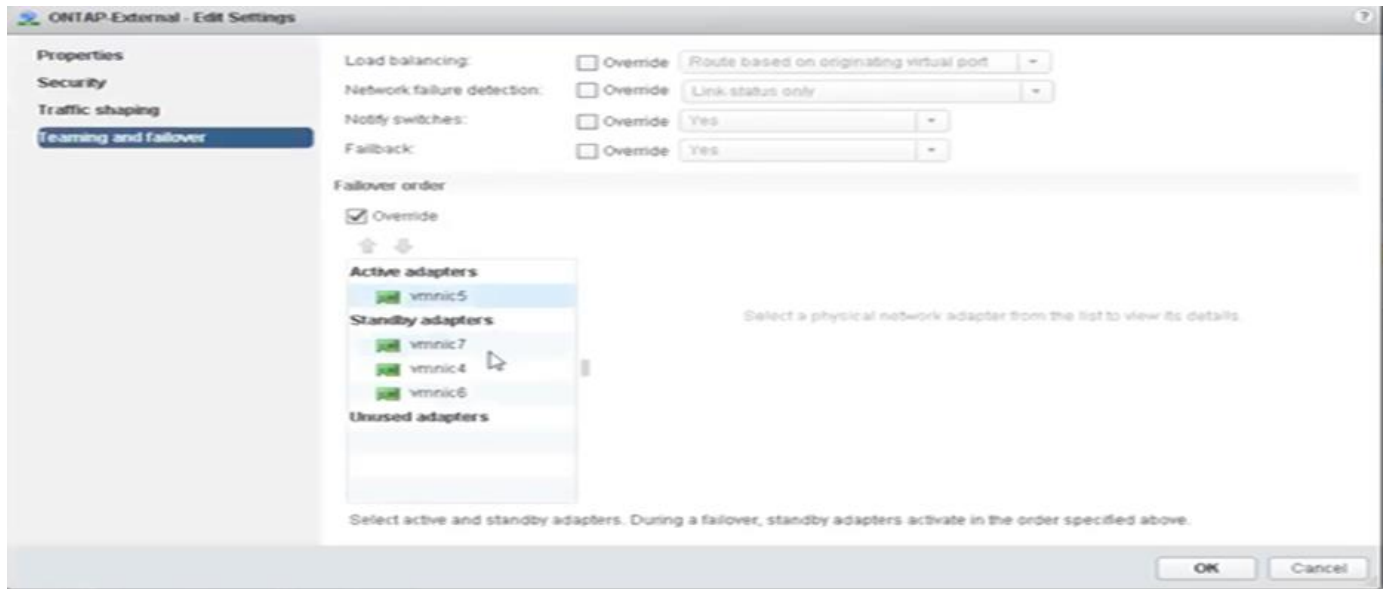 ONTAP-External - Edit Settings
?
Properties
Security
Traffic shaping
Teaming and failover
Load balancing: Override Route based on originating virtual port
Network failure detection: Override Link status only
Notify switches: Override Yes
Failback: Override Yes
Failover order
Override
Active adapters
vmnic5
Standby adapters
vmnic7
vmnic4
vmnic6
Unused adapters
Select a physical network adapter from the list to view its details.
Select active and standby adapters. During a failover, standby adapters activate in the order specified above.
OK Cancel